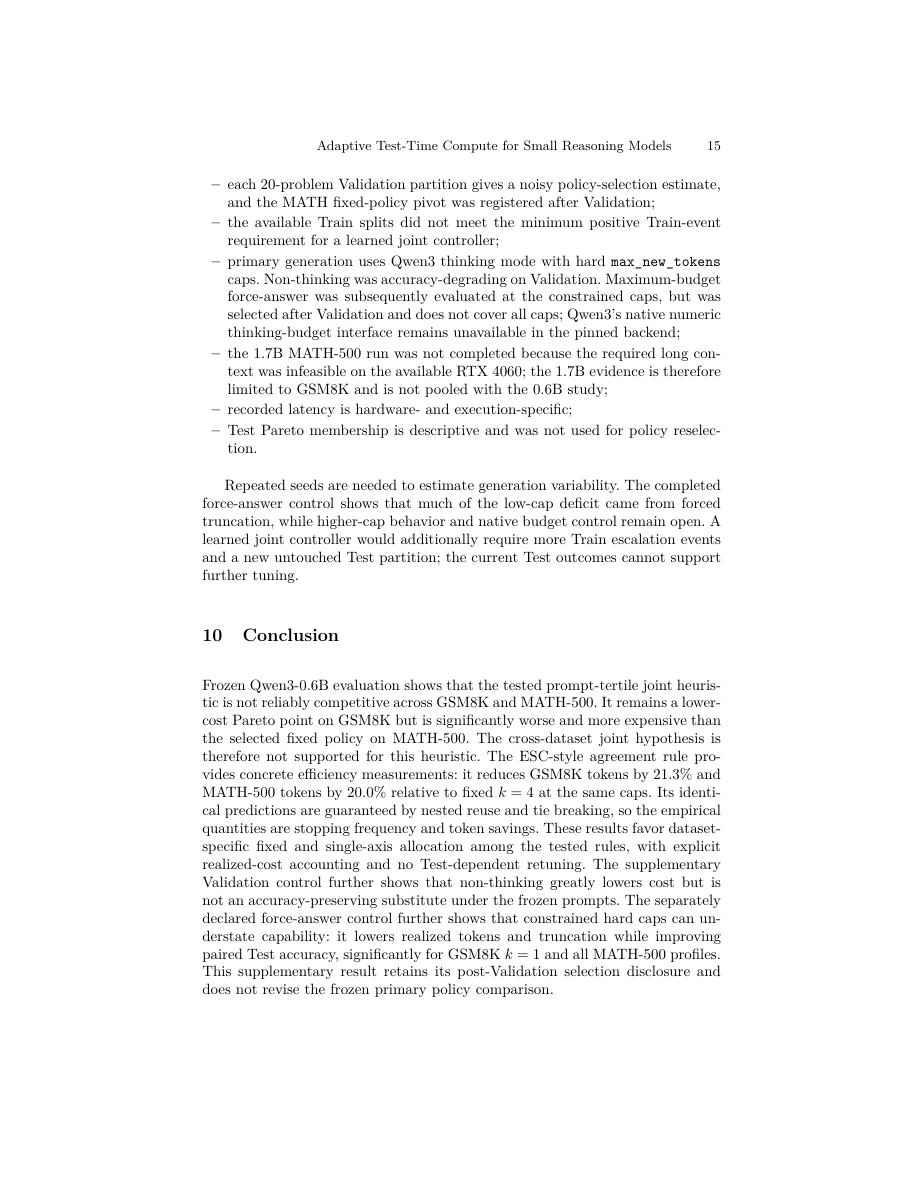 Adaptive Test-Time Compute for Small Reasoning Models 15
– each 20-problem Validation partition gives a noisy policy-selection estimate,
and the MATH fixed-policy pivot was registered after Validation;
– the available Train splits did not meet the minimum positive Train-event
requirement for a learned joint controller;
– primary generation uses Qwen3 thinking mode with hard max_new_tokens
caps. Non-thinking was accuracy-degrading on Validation. Maximum-budget
force-answer was subsequently evaluated at the constrained caps, but was
selected after Validation and does not cover all caps; Qwen3's native numeric
thinking-budget interface remains unavailable in the pinned backend;
– the 1.7B MATH-500 run was not completed because the required long con-
text was infeasible on the available RTX 4060; the 1.7B evidence is therefore
limited to GSM8K and is not pooled with the 0.6B study;
– recorded latency is hardware- and execution-specific;
– Test Pareto membership is descriptive and was not used for policy reselec-
tion.
Repeated seeds are needed to estimate generation variability. The completed
force-answer control shows that much of the low-cap deficit came from forced
truncation, while higher-cap behavior and native budget control remain open. A
learned joint controller would additionally require more Train escalation events
and a new untouched Test partition; the current Test outcomes cannot support
further tuning.
10 Conclusion
Frozen Qwen3-0.6B evaluation shows that the tested prompt-tertile joint heuris-
tic is not reliably competitive across GSM8K and MATH-500. It remains a lower-
cost Pareto point on GSM8K but is significantly worse and more expensive than
the selected fixed policy on MATH-500. The cross-dataset joint hypothesis is
therefore not supported for this heuristic. The ESC-style agreement rule pro-
vides concrete efficiency measurements: it reduces GSM8K tokens by 21.3% and
MATH-500 tokens by 20.0% relative to fixed k = 4 at the same caps. Its identi-
cal predictions are guaranteed by nested reuse and tie breaking, so the empirical
quantities are stopping frequency and token savings. These results favor dataset-
specific fixed and single-axis allocation among the tested rules, with explicit
realized-cost accounting and no Test-dependent retuning. The supplementary
Validation control further shows that non-thinking greatly lowers cost but is
not an accuracy-preserving substitute under the frozen prompts. The separately
declared force-answer control further shows that constrained hard caps can un-
derstate capability: it lowers realized tokens and truncation while improving
paired Test accuracy, significantly for GSM8K k = 1 and all MATH-500 profiles.
This supplementary result retains its post-Validation selection disclosure and
does not revise the frozen primary policy comparison.